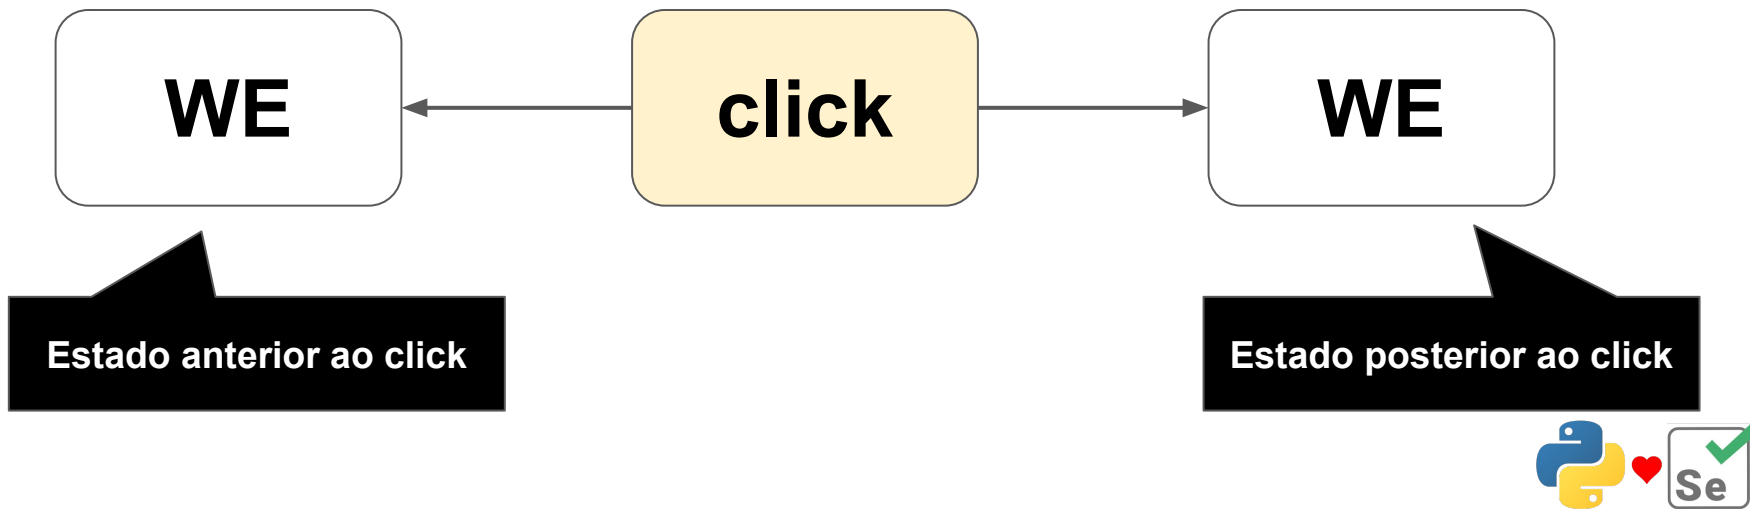 WE
click
WE
Estado anterior ao click
Estado posterior ao click
Se